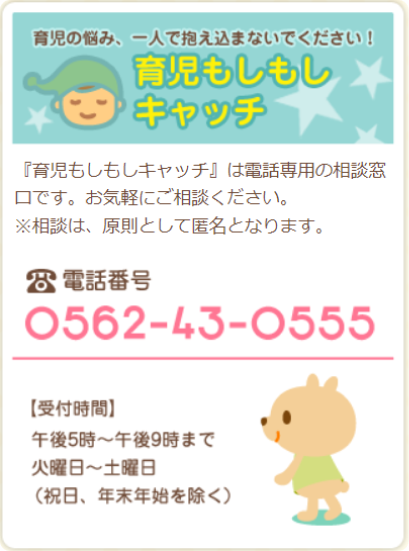 育児の悩み、一人で抱え込まないでください！
育児もしもし
キャッチ
『育児もしもしキャッチ』は電話専用の相談窓
口です。お気軽にご相談ください。
※相談は、原則として匿名となります。
☎電話番号
0562-43-0555
【受付時間】
午後5時～午後9時まで
火曜日～土曜日
（祝日、年末年始を除く）